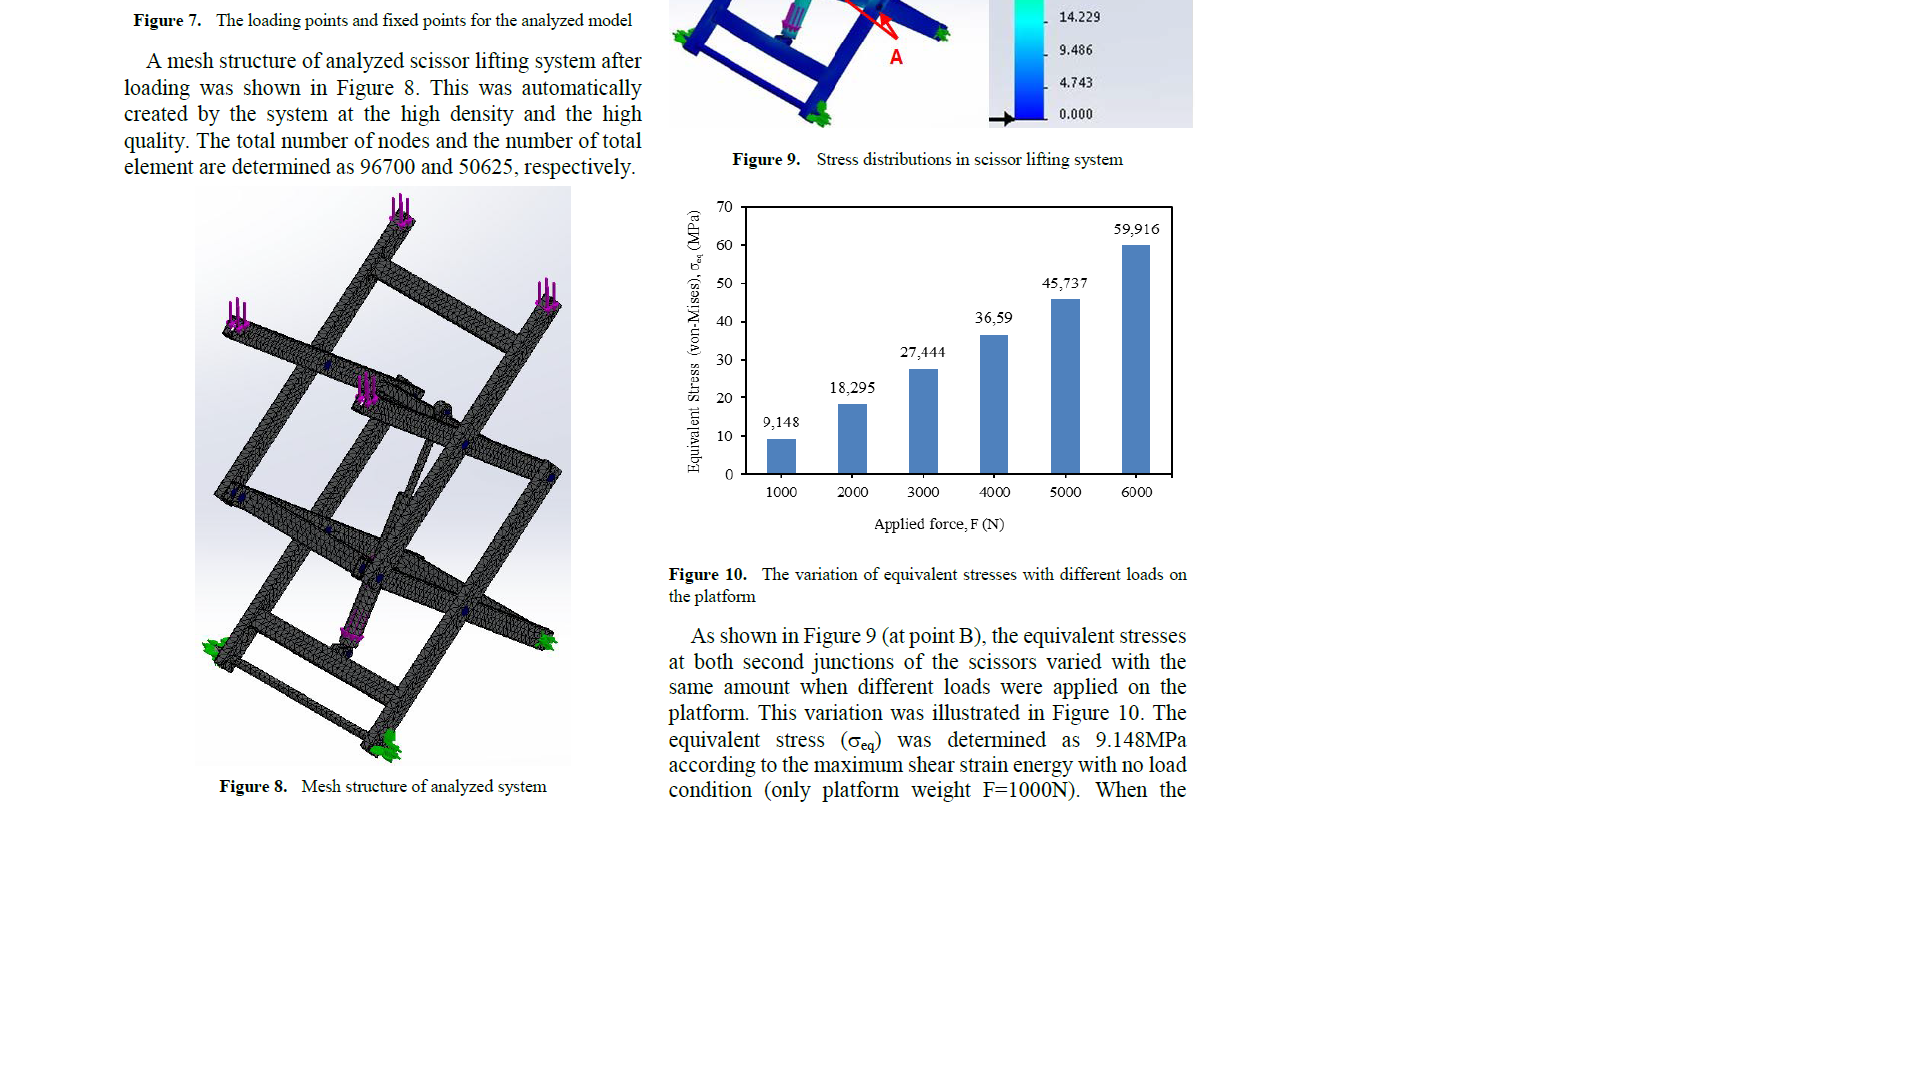 Figure 7. The loading points and fixed points for the analyzed model
A mesh structure of analyzed scissor lifting system after
loading was shown in Figure 8. This was automatically
created by the system at the high density and the high
quality. The total number of nodes and the number of total
element are determined as 96700 and 50625, respectively.
Figure 8. Mesh structure of analyzed system
A
14.229
9.486
4.743
0.000
Figure 9. Stress distributions in scissor lifting system
Equivalent Stress (von-Mises), σeq (MPa)
70
60
50
40
30
20
10
0
9,148
18,295
27,444
36,59
45,737
59,916
1000 2000 3000 4000 5000 6000
Applied force, F (N)
Figure 10. The variation of equivalent stresses with different loads on
the platform
As shown in Figure 9 (at point B), the equivalent stresses
at both second junctions of the scissors varied with the
same amount when different loads were applied on the
platform. This variation was illustrated in Figure 10. The
equivalent stress (σeq) was determined as 9.148MPa
according to the maximum shear strain energy with no load
condition (only platform weight F=1000N). When the